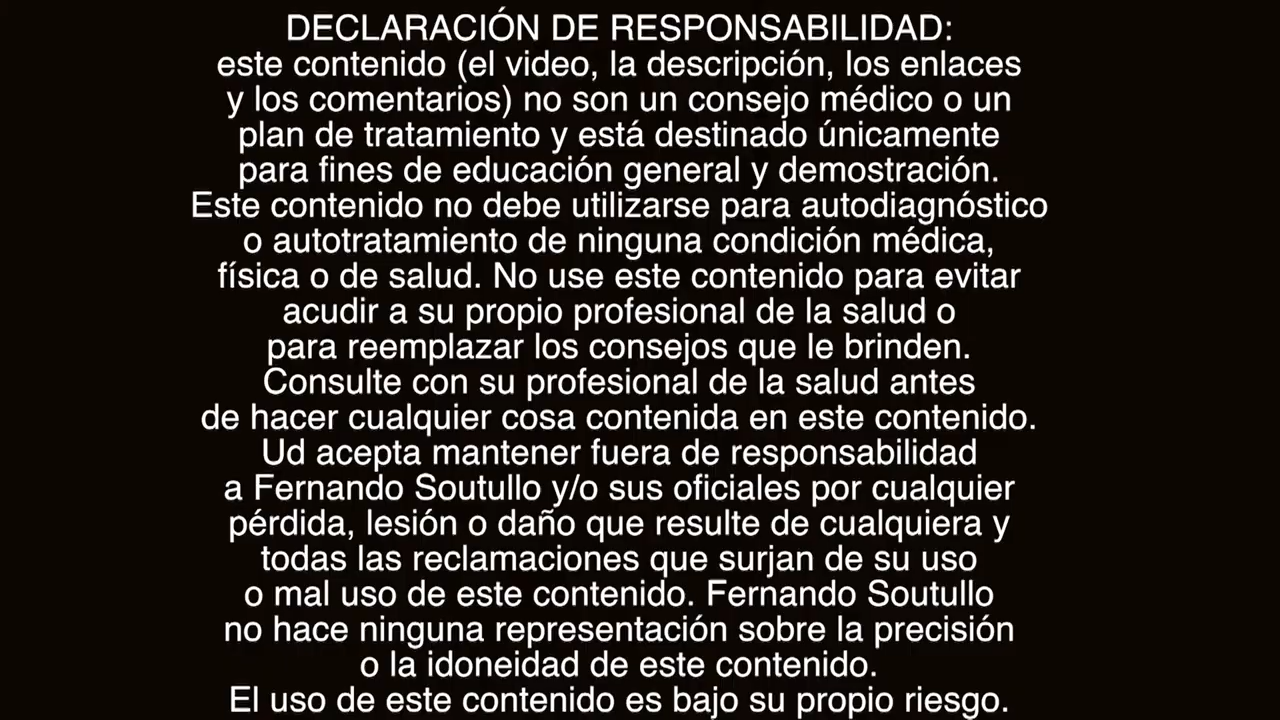 DECLARACIÓN DE RESPONSABILIDAD:
este contenido (el video, la descripción, los enlaces
y los comentarios) no son un consejo médico o un
plan de tratamiento y está destinado únicamente
para fines de educación general y demostración.
Este contenido no debe utilizarse para autodiagnóstico
o autotratamiento de ninguna condición médica,
física o de salud. No use este contenido para evitar
acudir a su propio profesional de la salud o
para reemplazar los consejos que le brinden.
Consulte con su profesional de la salud antes
de hacer cualquier cosa contenida en este contenido.
Ud acepta mantener fuera de responsabilidad
a Fernando Soutullo y/o sus oficiales por cualquier
pérdida, lesión o daño que resulte de cualquiera y
todas las reclamaciones que surjan de su uso
o mal uso de este contenido. Fernando Soutullo
no hace ninguna representación sobre la precisión
o la idoneidad de este contenido.
El uso de este contenido es bajo su propio riesgo.